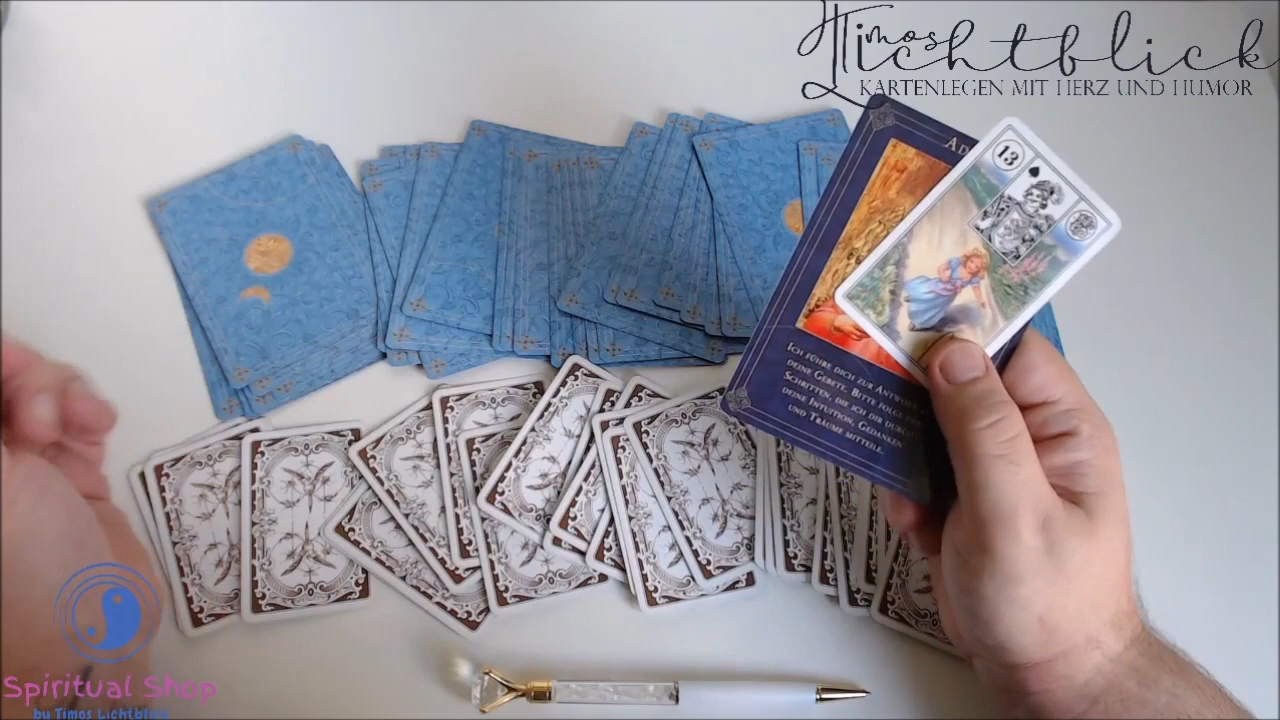 Timos
Lichtblick
KARTENLEGEN MIT HERZ UND HUMOR
13
ICH FÜHRE DICH ZUR ANTWORT
DEINE GEBETE. BITTE FOLGE
SCHRITTEN, DIE ICH DIR DURCH
DEINE INTUITION, GEDANKEN
UND TRÄUME MITTEILE.
Spiritual Shop
by Timos Lichtblick